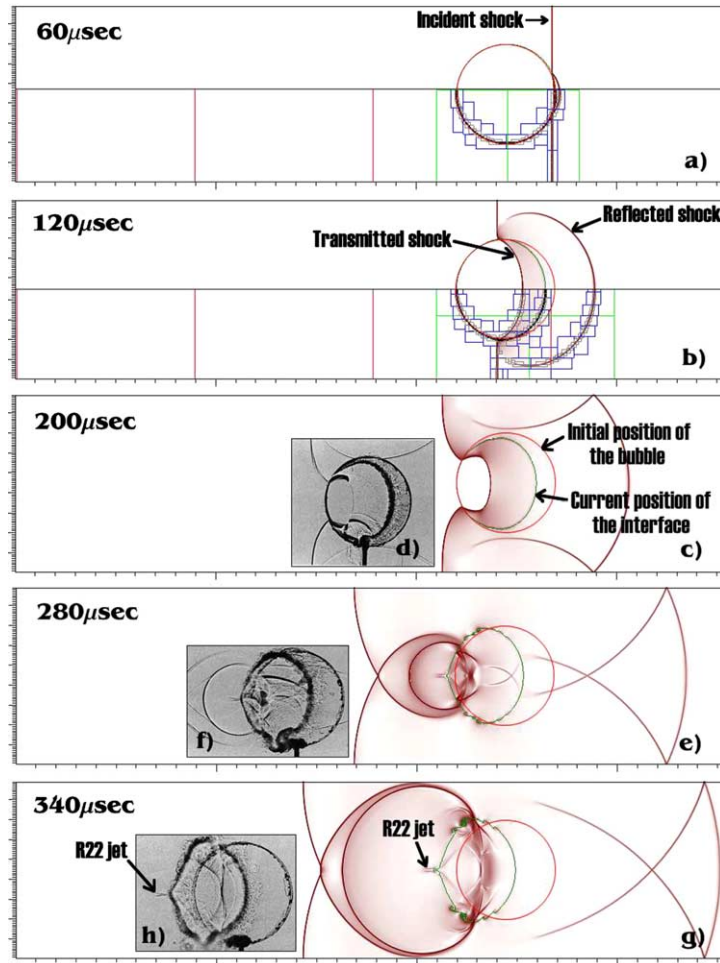 60μsec
Incident shock
a)
120μsec
Transmitted shock
Reflected shock
b)
200μsec
Initial position of
the bubble
Current position of
the interface
d)
c)
280μsec
f)
e)
340μsec
R22 jet
R22 jet
h)
g)